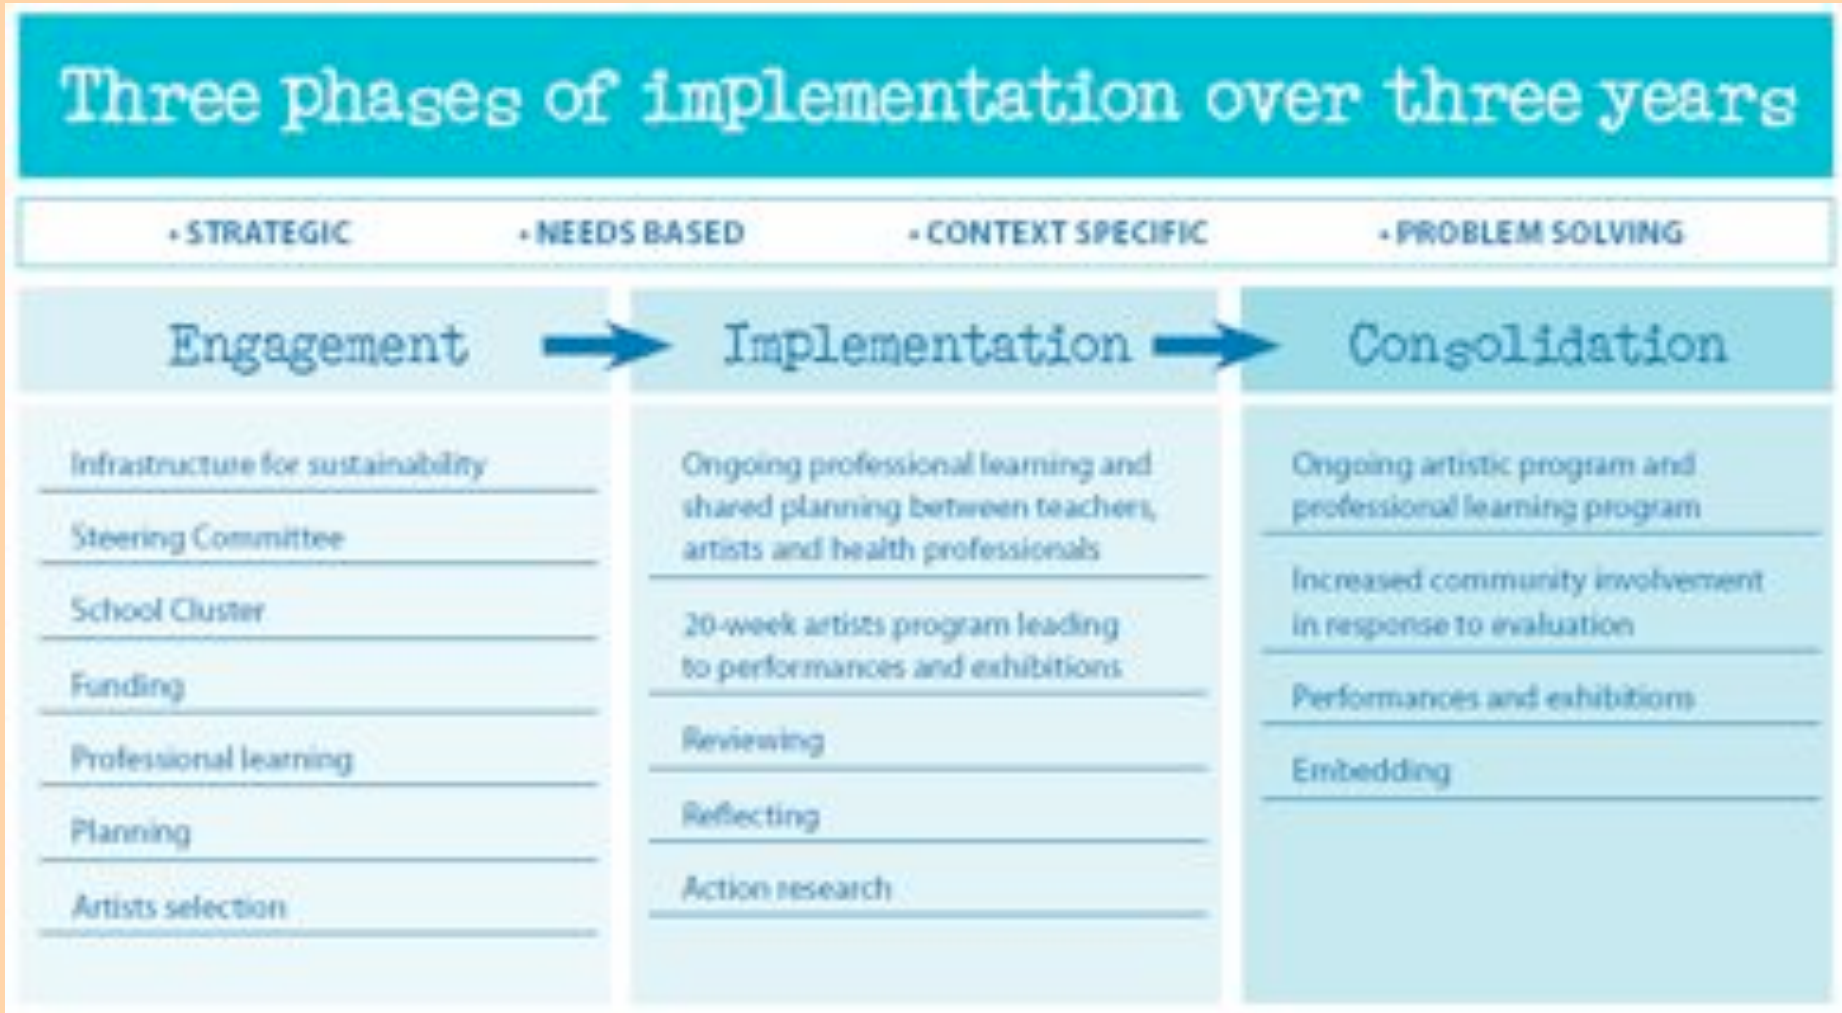 Three phases of implementation over three years
• STRATEGIC • NEEDS BASED • CONTEXT SPECIFIC • PROBLEM SOLVING
Engagement
Infrastructure for sustainability
Steering Committee
School Cluster
Funding
Professional learning
Planning
Artists selection
Implementation
Ongoing professional learning and
shared planning between teachers,
artists and health professionals
20-week artists program leading
to performances and exhibitions
Reviewing
Reflecting
Action research
Consolidation
Ongoing artistic program and
professional learning program
Increased community involvement
in response to evaluation
Performances and exhibitions
Embedding